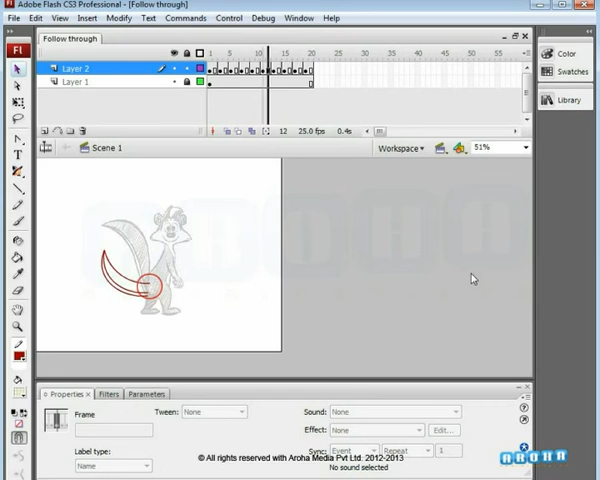 Adobe Flash CS3 Professional - [Follow through]
File Edit View Insert Modify Text Commands Control Debug Window Help
Fl
Follow through
1 5 10 15 20 25 30 35 40 45 50 55
Layer 2
Layer 1
12 25.0 fps 0.4s
Scene 1
Workspace
51%
Color
Swatches
Library
AROHA
Properties Filters Parameters
Frame
Tween: None
Sound: None
Effect: None Edit...
Label type:
Sync: Event Repeat 1
Name
No sound selected
© All rights reserved with Aroha Media Pvt Ltd. 2012-2013
AROHA